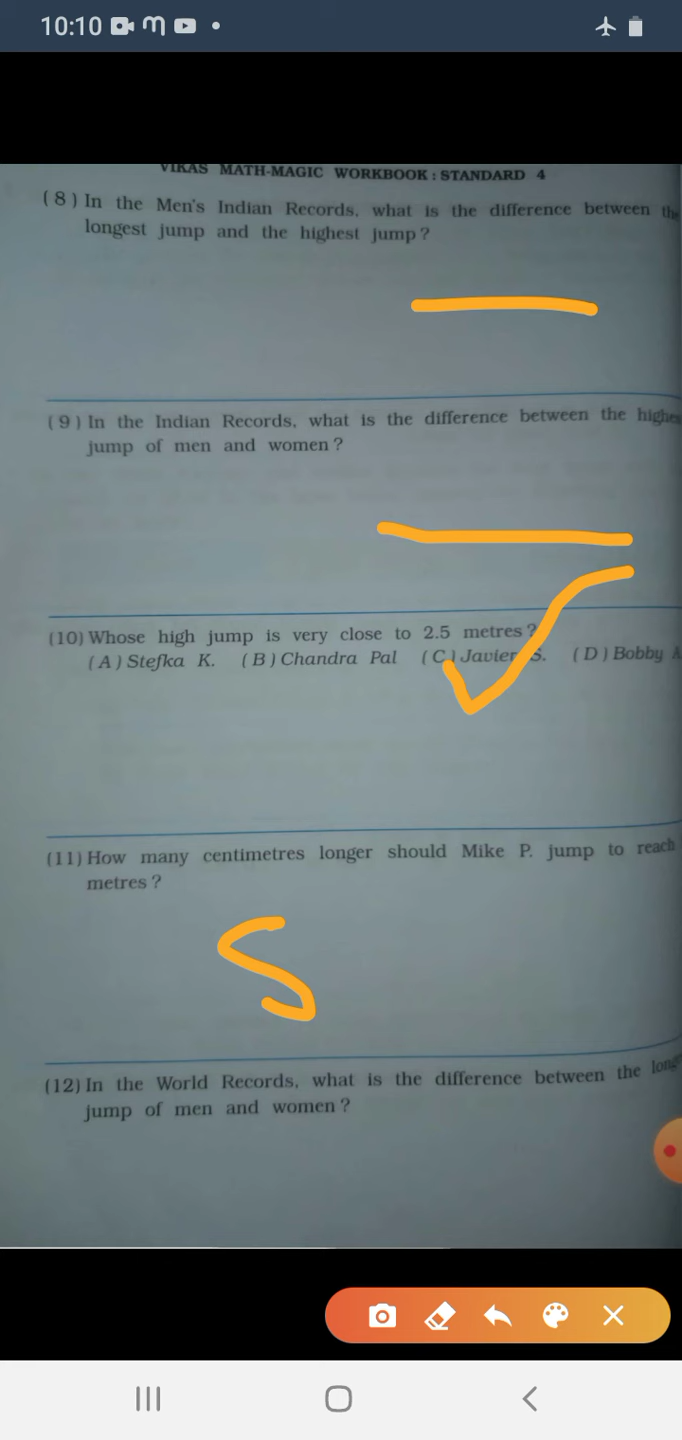 10:10
VIKAS MATH-MAGIC WORKBOOK : STANDARD 4
(8) In the Men's Indian Records, what is the difference between
longest jump and the highest jump ?
(9) In the Indian Records, what is the difference between the
jump of men and women ?
(10) Whose high jump is very close to 2.5 metres ?
(A) Stefka K. (B) Chandra Pal (C) Javier S. (D) Bobby
(11) How many centimetres longer should Mike P. jump to reach
metres ?
S
(12) In the World Records, what is the difference between the
jump of men and women ?